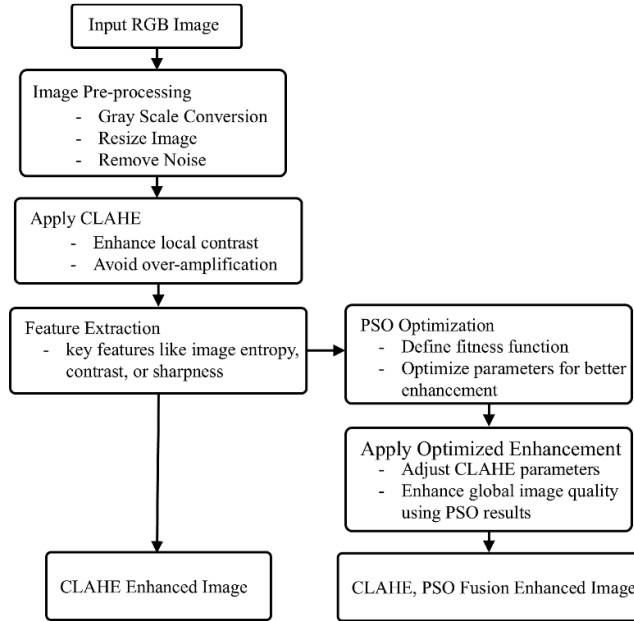 Input RGB Image
Image Pre-processing
- Gray Scale Conversion
- Resize Image
- Remove Noise
Apply CLAHE
- Enhance local contrast
- Avoid over-amplification
Feature Extraction
- key features like image entropy,
contrast, or sharpness
PSO Optimization
- Define fitness function
- Optimize parameters for better
enhancement
Apply Optimized Enhancement
- Adjust CLAHE parameters
- Enhance global image quality
using PSO results
CLAHE Enhanced Image
CLAHE, PSO Fusion Enhanced Image